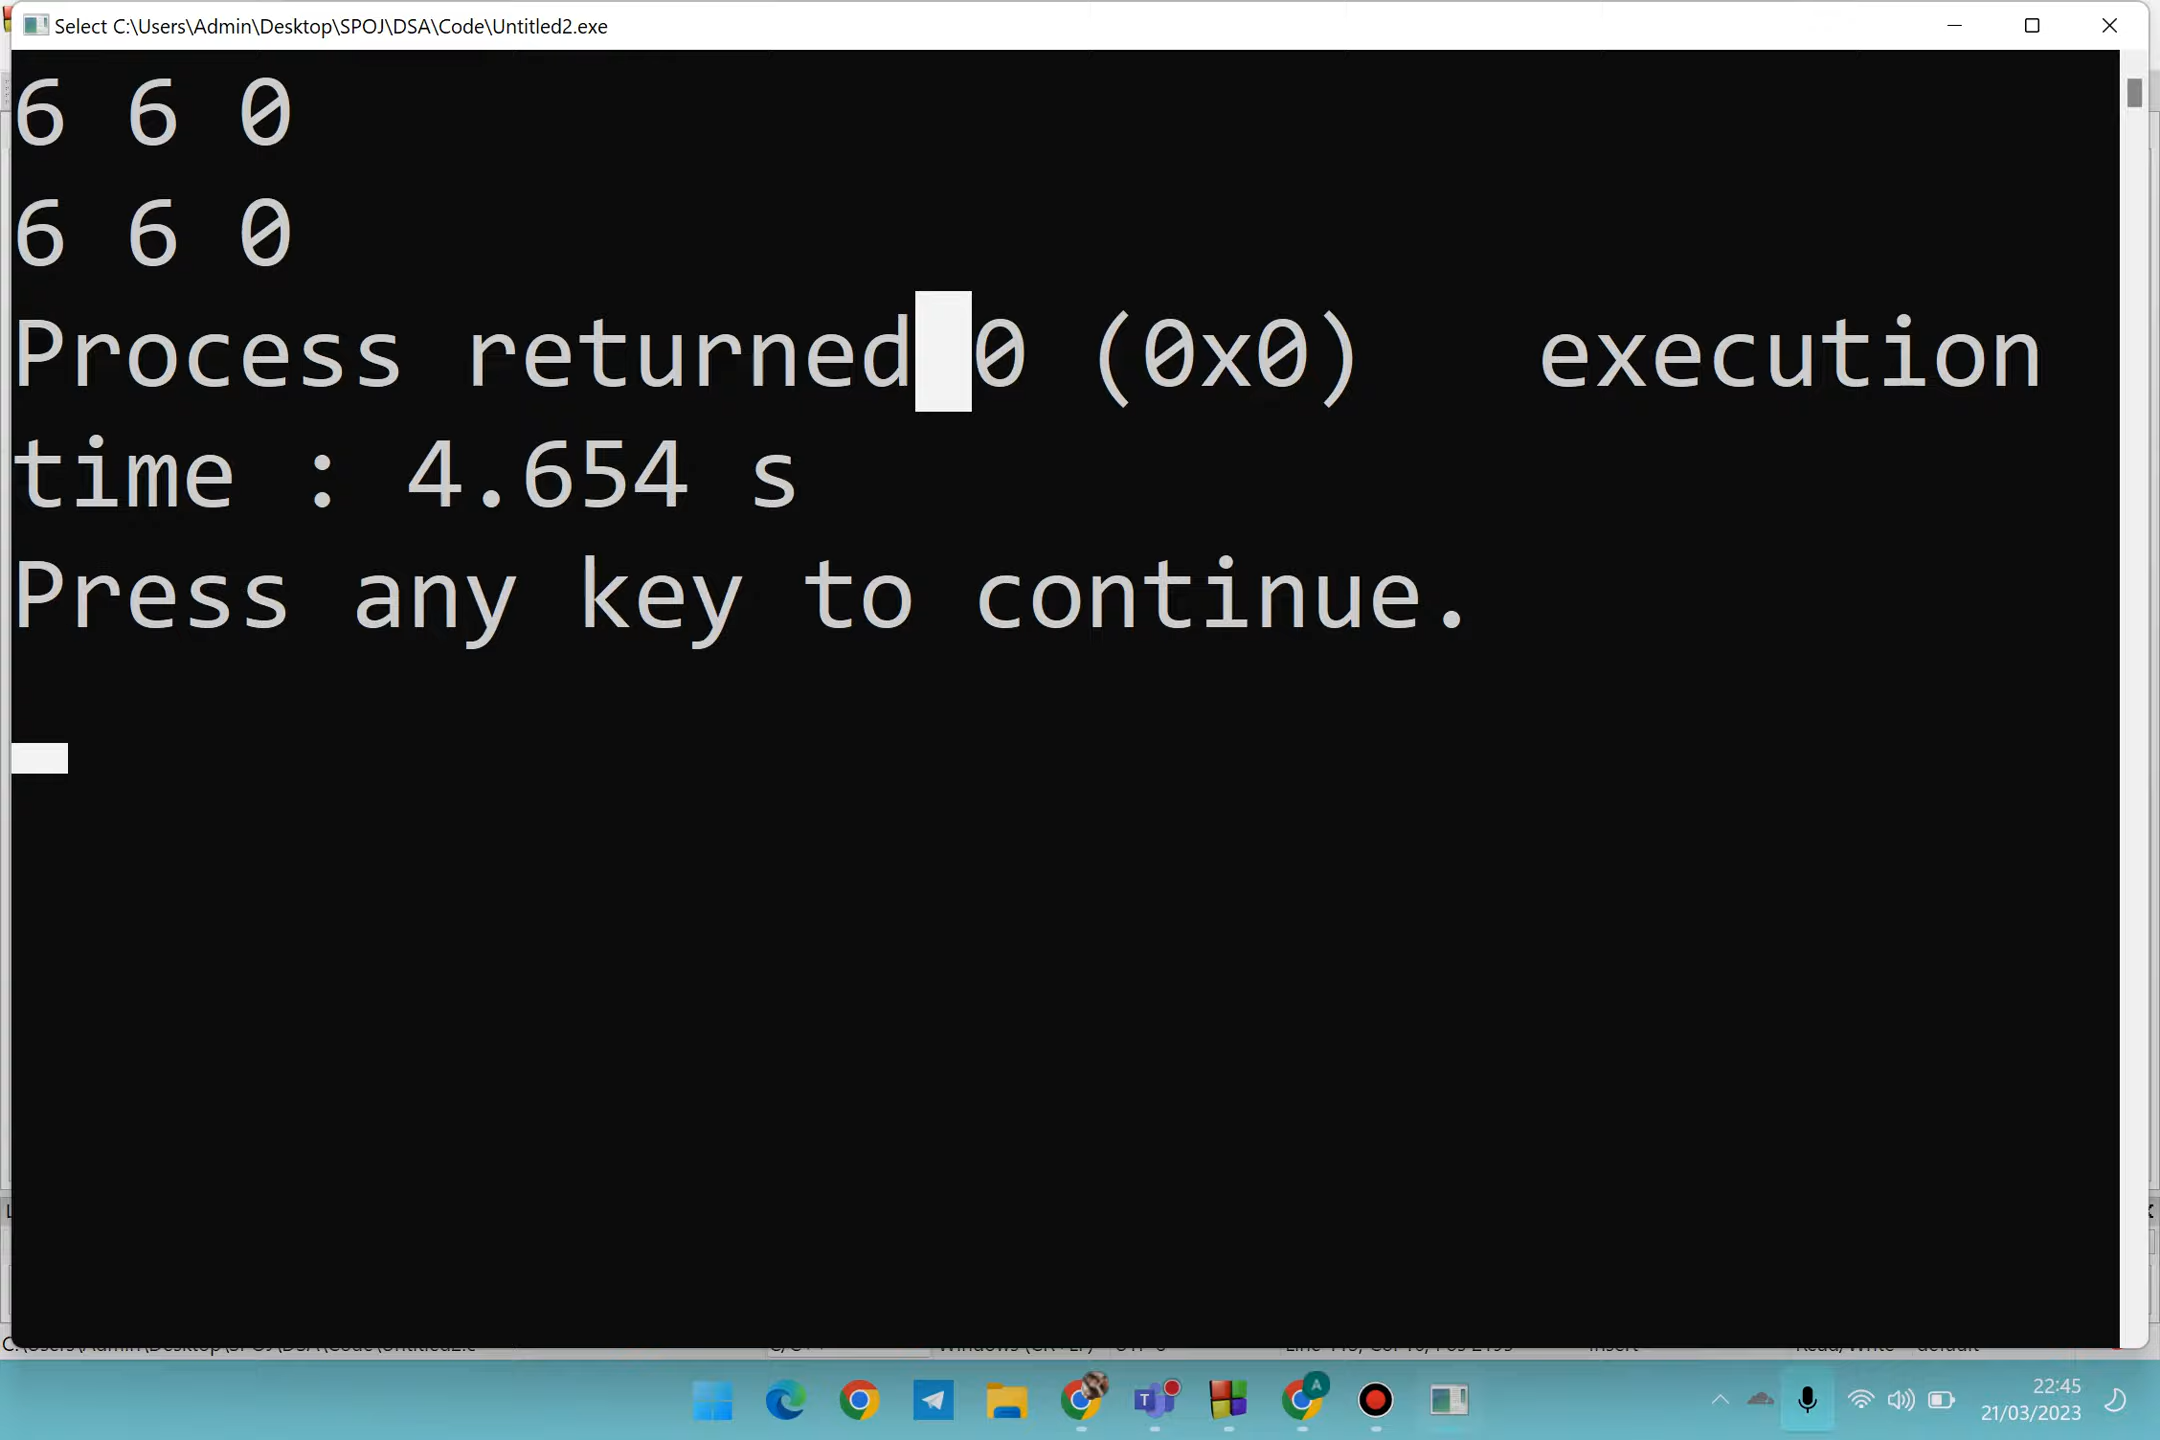 Select C:\Users\Admin\Desktop\SPOJ\DSA\Code\Untitled2.exe
6 6 0
6 6 0
Process returned 0 (0x0)   execution
time : 4.654 s
Press any key to continue.
22:45
21/03/2023